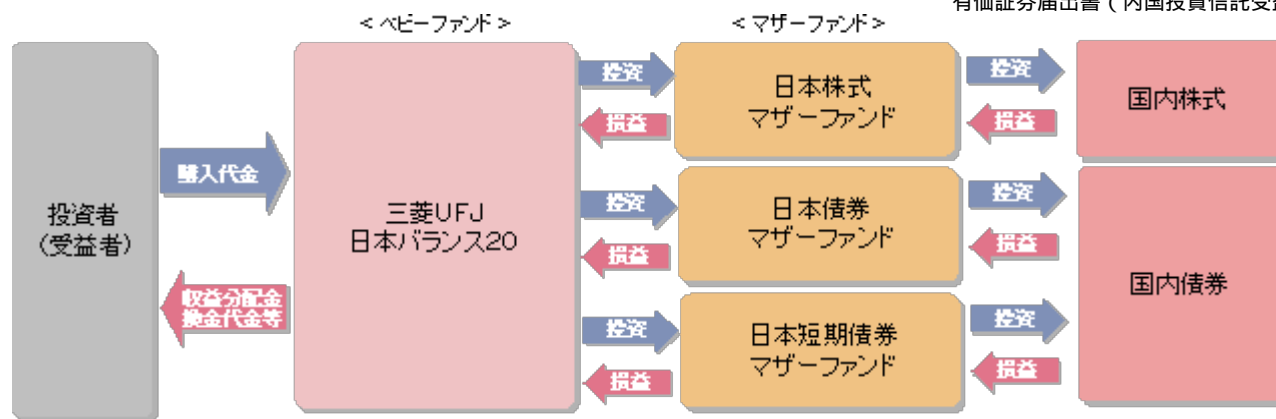 有価証券届出書（内国投資信託受益
＜ベビーファンド＞
＜マザーファンド＞
投資者
（受益者）
購入代金
収益分配金
換金代金等
三菱UFJ
日本バランス20
投資
損益
日本株式
マザーファンド
投資
損益
国内株式
投資
損益
日本債券
マザーファンド
投資
損益
国内債券
投資
損益
日本短期債券
マザーファンド
投資
損益